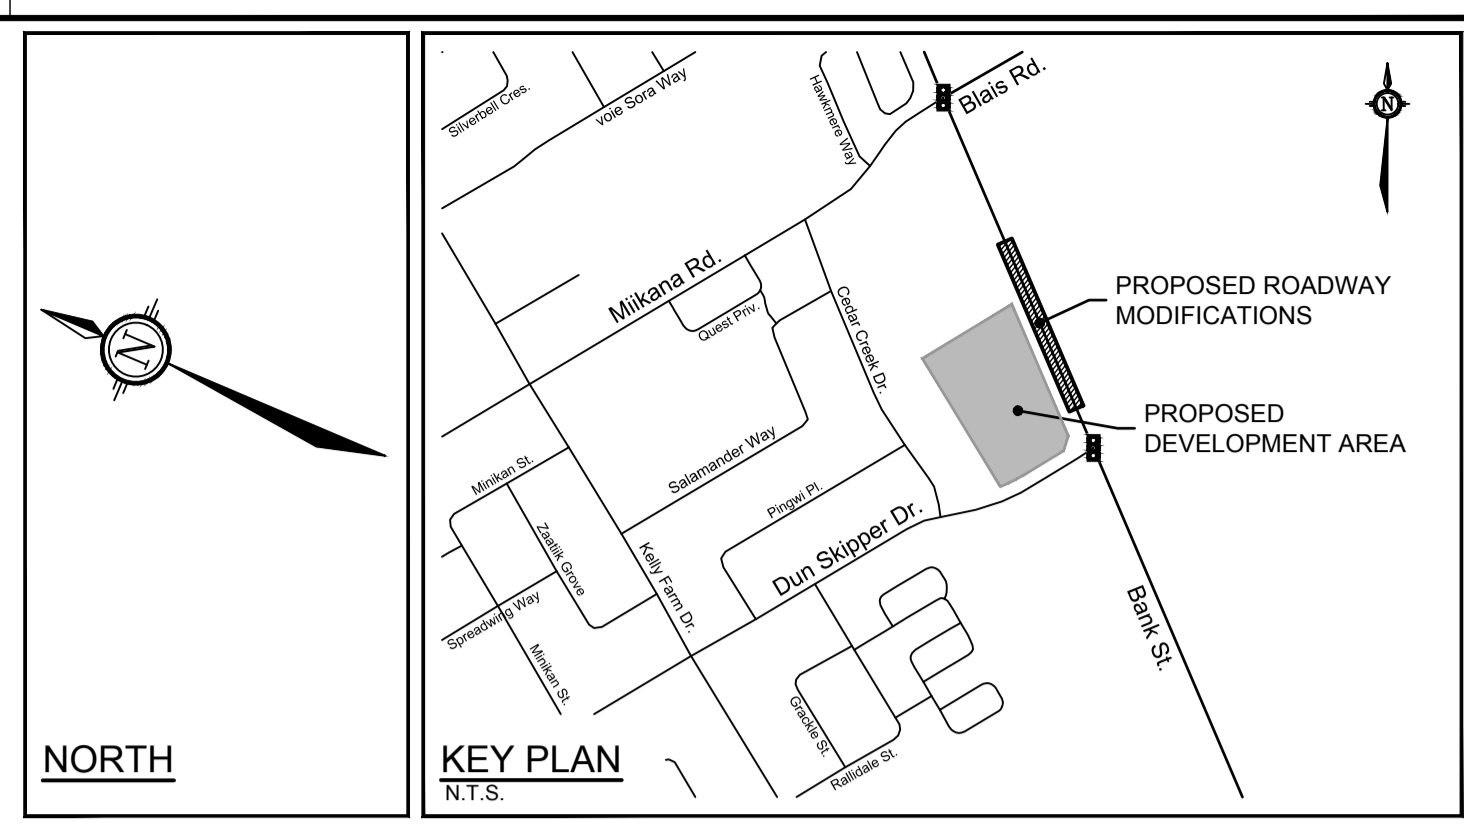 N
NORTH
Silverbell Cres.
voie Sora Way
Hawkmere Way
Blais Rd.
N
Miikana Rd.
Quest Priv.
Cedar Creek Dr.
PROPOSED ROADWAY
MODIFICATIONS
PROPOSED
DEVELOPMENT AREA
Salamander Way
Minikan St.
Pingwi Pl.
Zaatiik Grove
Kelly Farm Dr.
Dun Skipper Dr.
Spreadwing Way
Minikan St.
Bank St.
Grackle St.
Rallidale St.
KEY PLAN
N.T.S.